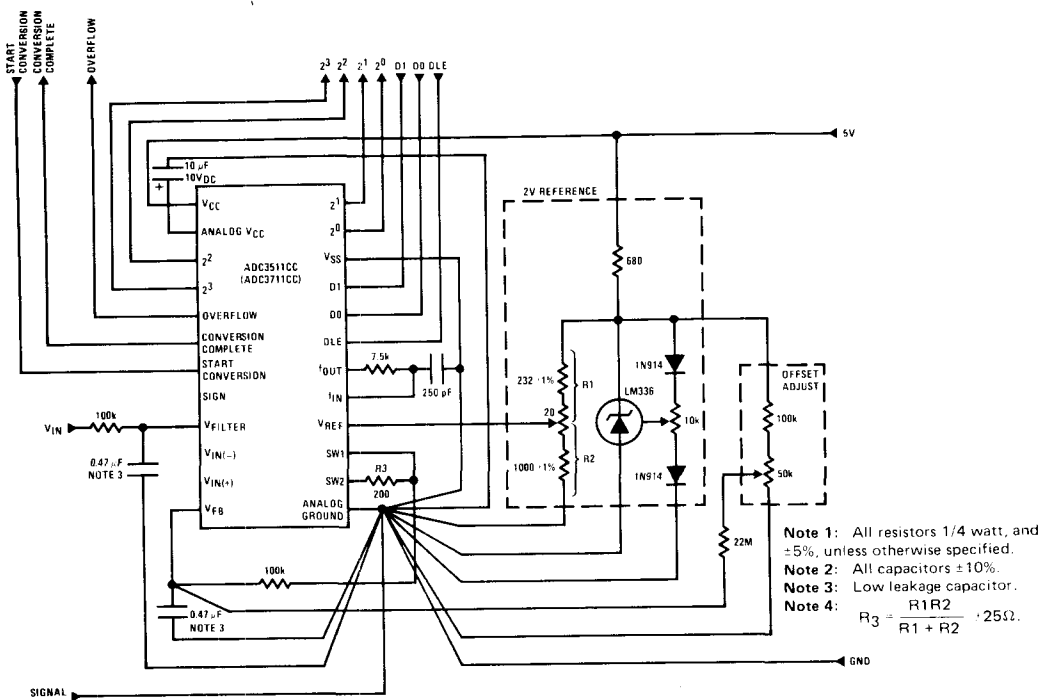 START
CONVERSION
CONVERSION
COMPLETE
OVERFLOW
2³ 2² 2¹ 2⁰ D1 D0 DLE
5V
10 µF
10VDC
+
2V REFERENCE
VCC
ANALOG VCC
2²
2³
OVERFLOW
CONVERSION
COMPLETE
START
CONVERSION
SIGN
VFILTER
VIN(−)
VIN(+)
VFB
ADC3511CC
(ADC3711CC)
2¹
2⁰
VSS
D1
D0
DLE
fOUT
fIN
VREF
SW1
SW2
ANALOG
GROUND
7.5k
250 pF
R3
200
680
232 ±1%
R1
20
R2
1000 ±1%
LM336
1N914
10k
1N914
OFFSET
ADJUST
100k
50k
22M
VIN
100k
0.47 µF
NOTE 3
100k
0.47 µF
NOTE 3
GND
SIGNAL
Note 1: All resistors 1/4 watt, and
±5%, unless otherwise specified.
Note 2: All capacitors ±10%.
Note 3: Low leakage capacitor.
Note 4:
R3 = R1R2 / R1 + R2 ±25Ω.